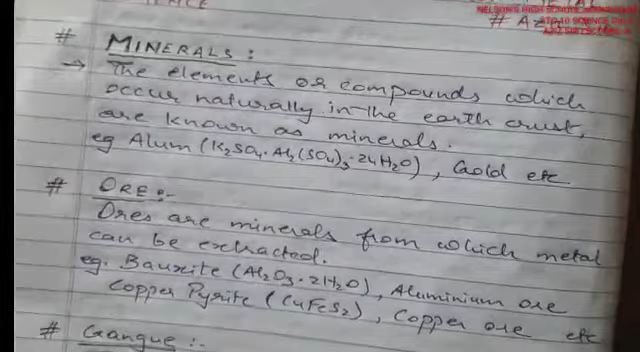 # MINERALS:
→ The elements or compounds which
occur naturally in the earth crust,
are known as minerals.
eg Alum (K₂SO₄. Al₂(SO₄)₃.24H₂O), Gold etc
# ORE:-
Ores are minerals from which metal
can be extracted.
eg. Bauxite (Al₂O₃.2H₂O), Aluminium ore
Copper Pyrite (CuFeS₂), Copper ore etc
# Gangue :-